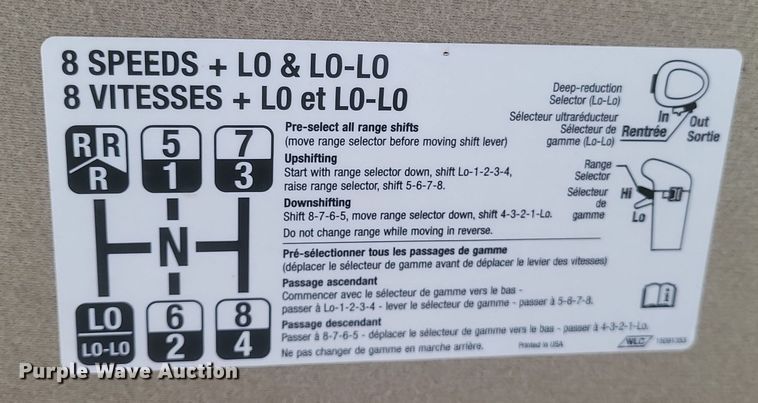 8 SPEEDS + LO & LO-LO
8 VITESSES + LO et LO-LO
R R
R
5
1
7
3
N
LO
LO-LO
6
2
8
4
Pre-select all range shifts
(move range selector before moving shift lever)
Upshifting
Start with range selector down, shift Lo-1-2-3-4,
raise range selector, shift 5-6-7-8.
Downshifting
Shift 8-7-6-5, move range selector down, shift 4-3-2-1-Lo.
Do not change range while moving in reverse.
Pré-sélectionner tous les passages de gamme
(déplacer le sélecteur de gamme avant de déplacer le levier des vitesses)
Passage ascendant
Commencer avec le sélecteur de gamme vers le bas -
passer à Lo-1-2-3-4 - lever le sélecteur de gamme - passer à 5-6-7-8.
Passage descendant
Passer à 8-7-6-5 - déplacer le sélecteur de gamme vers le bas - passer à 4-3-2-1-Lo.
Ne pas changer de gamme en marche arrière.
Printed in USA
WLC
Deep-reduction
Selector (Lo-Lo)
Sélecteur ultraréducteur
Sélecteur de
gamme (Lo-Lo)
In
Rentrée
Out
Sortie
Range
Selector
Sélecteur
de
gamme
Hi
Lo
i
Purple Wave Auction